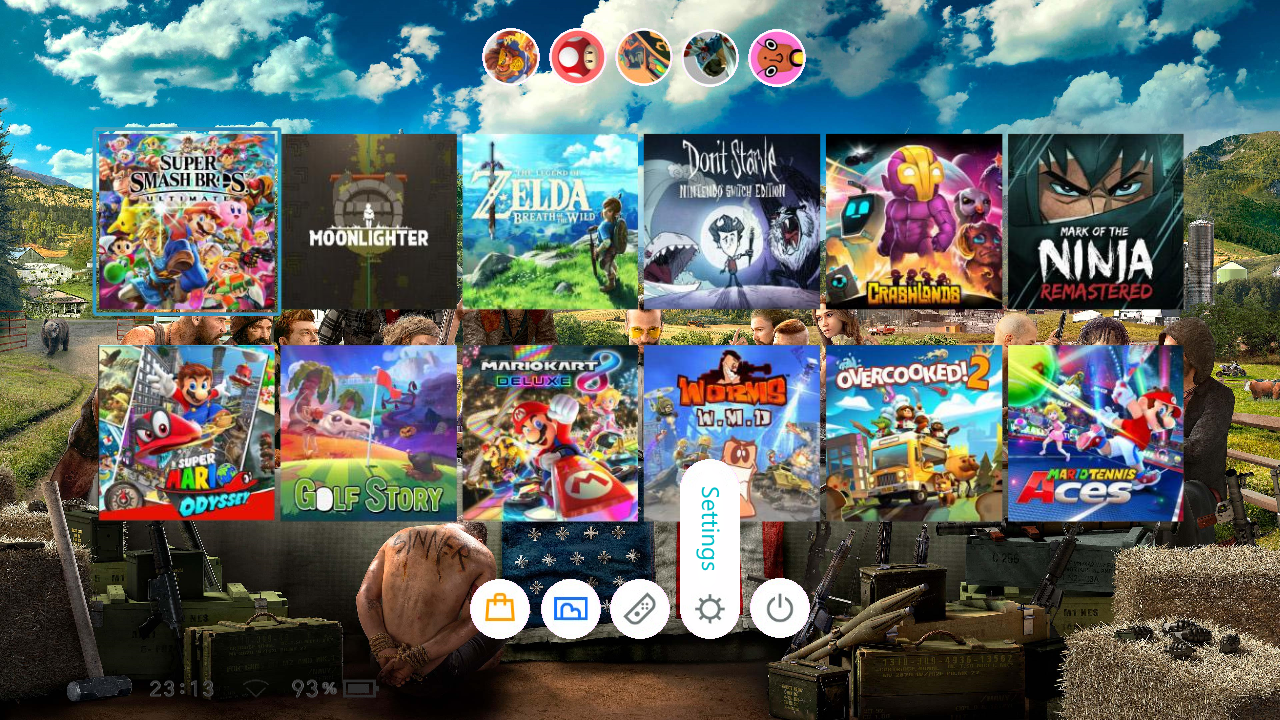 SUPER
SMASH BROS.
ULTIMATE
MOONLIGHTER
THE LEGEND OF
ZELDA
BREATH OF THE WILD
Don't Starve
NINTENDO SWITCH EDITION
CRASHLANDS
MARK OF THE
NINJA
REMASTERED
SUPER
MARIO
ODYSSEY
GOLF STORY
MARIOKART 8
DELUXE
WORMS
W.M.D
OVERCOOKED! 2
MARIO TENNIS
ACES
Settings
SINNER
23:13
93%